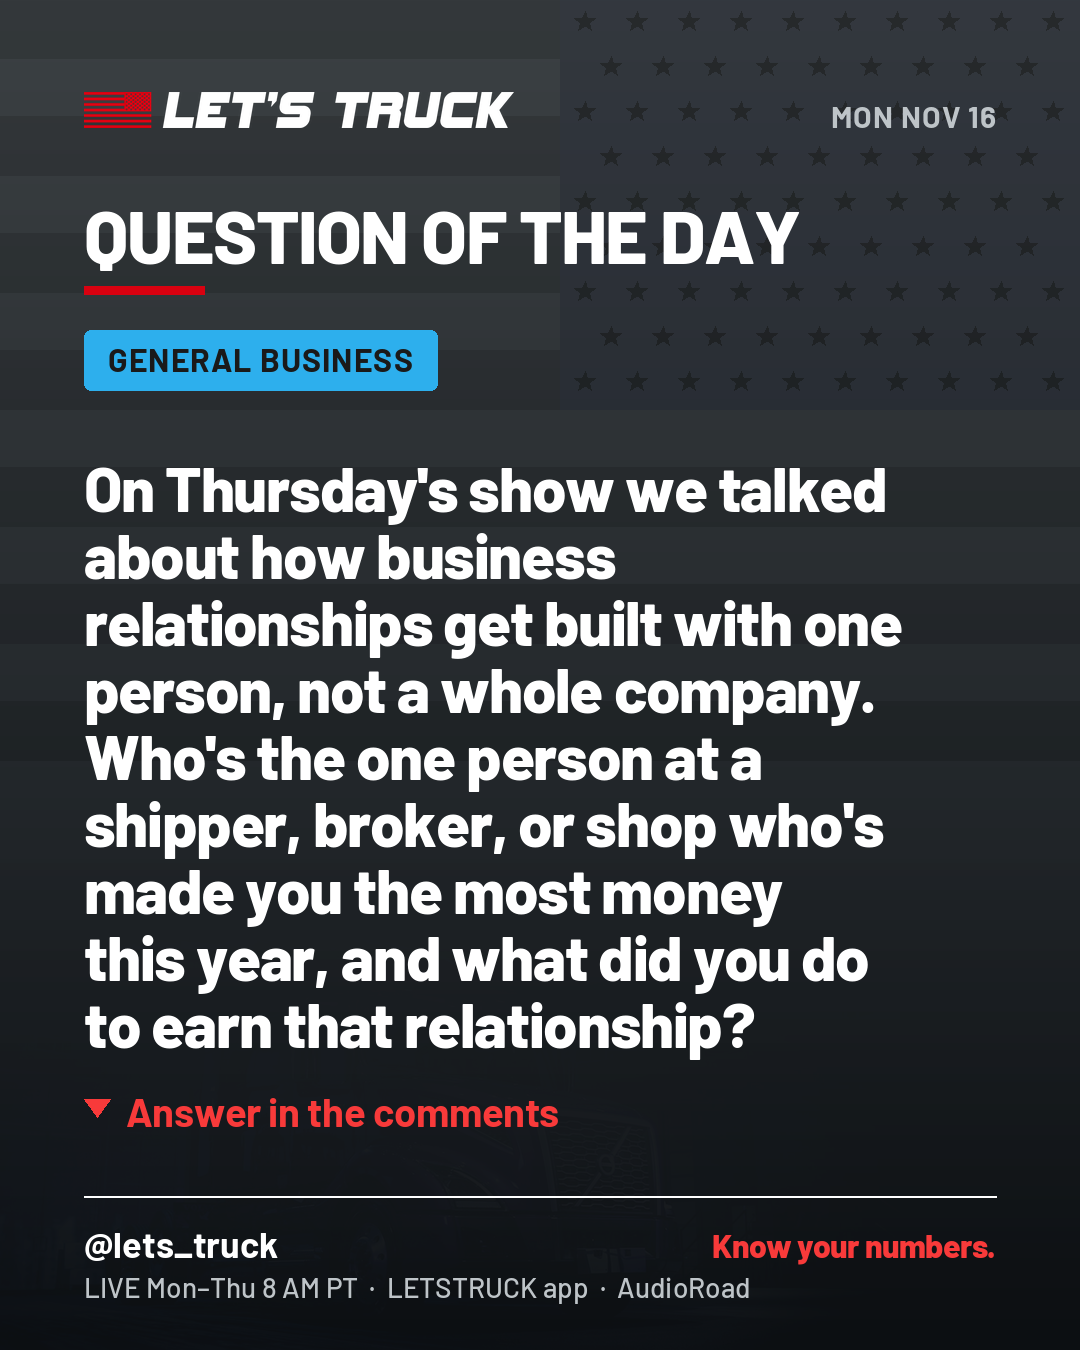 LET'S TRUCK
MON NOV 16
QUESTION OF THE DAY
GENERAL BUSINESS
On Thursday's show we talked
about how business
relationships get built with one
person, not a whole company.
Who's the one person at a
shipper, broker, or shop who's
made you the most money
this year, and what did you do
to earn that relationship?
Answer in the comments
@lets_truck
Know your numbers.
LIVE Mon–Thu 8 AM PT · LETSTRUCK app · AudioRoad